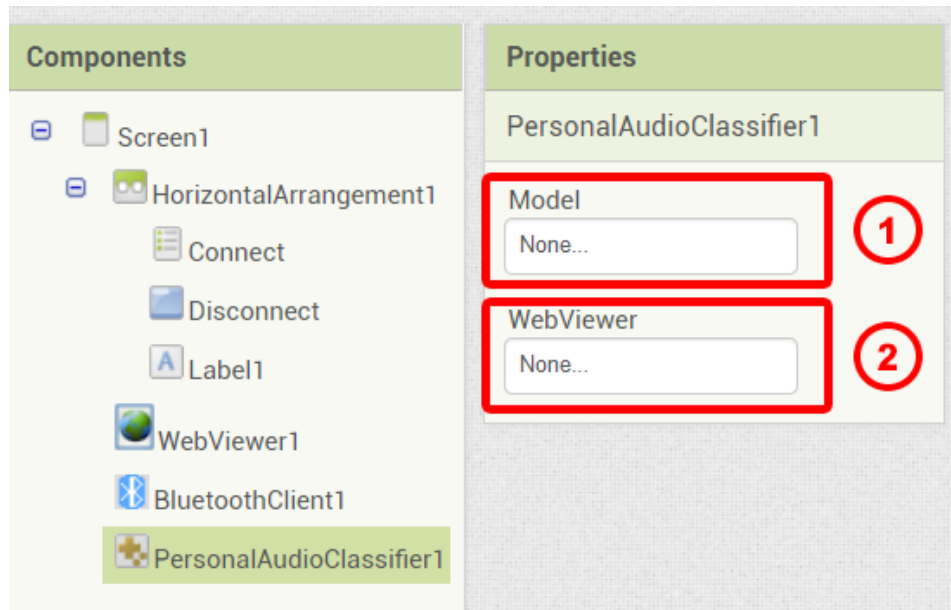 Components
Screen1
HorizontalArrangement1
Connect
Disconnect
A Label1
WebViewer1
BluetoothClient1
PersonalAudioClassifier1
Properties
PersonalAudioClassifier1
Model
None...
1
WebViewer
None...
2